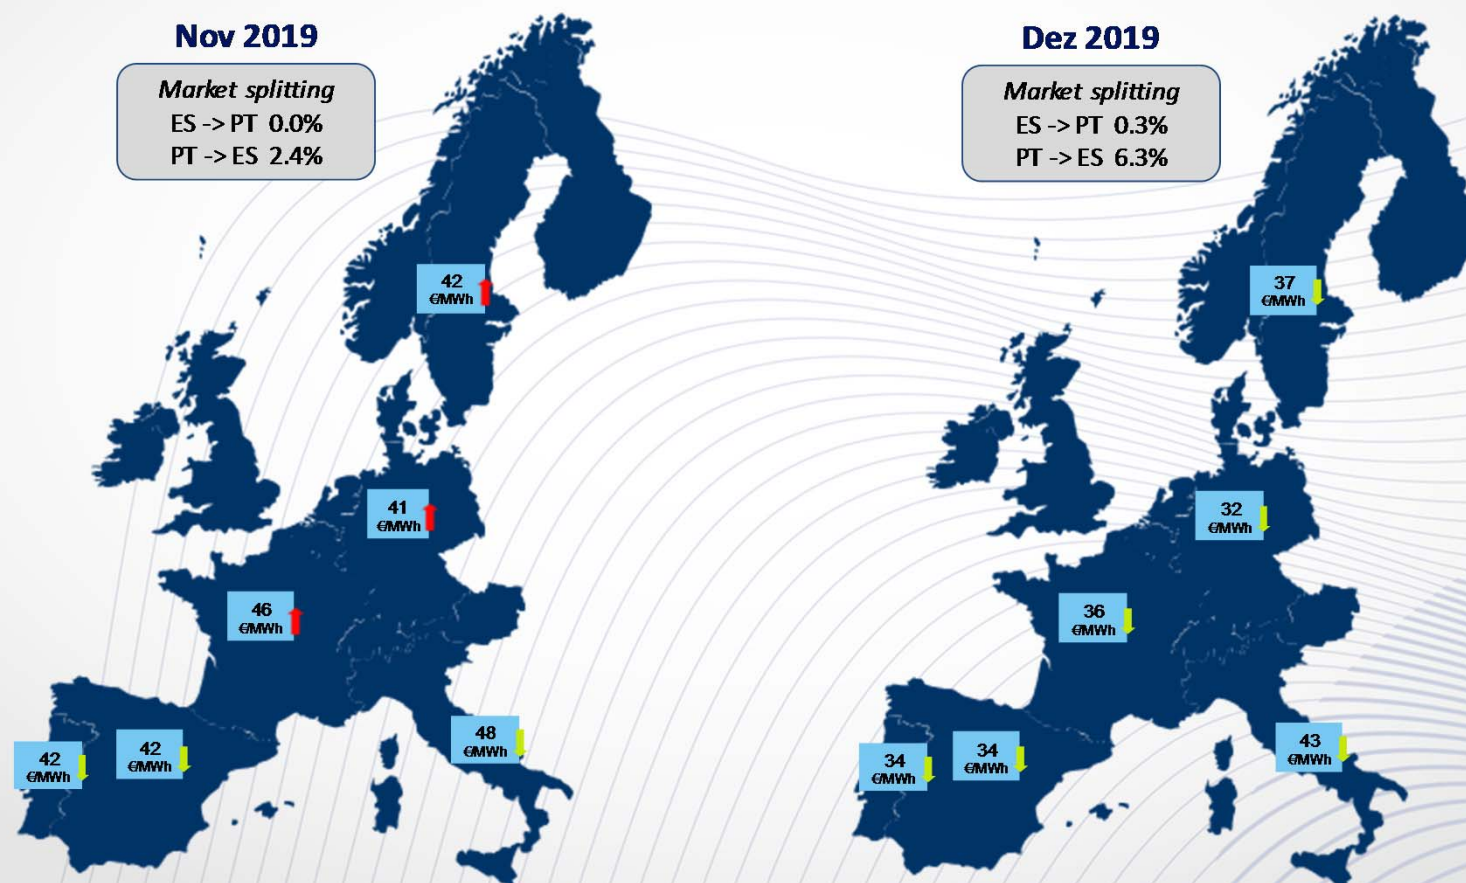 Nov 2019
Market splitting
ES -> PT 0.0%
PT -> ES 2.4%
42
€/MWh
41
€/MWh
46
€/MWh
48
€/MWh
42
€/MWh
42
€/MWh
Dez 2019
Market splitting
ES -> PT 0.3%
PT -> ES 6.3%
37
€/MWh
32
€/MWh
36
€/MWh
43
€/MWh
34
€/MWh
34
€/MWh